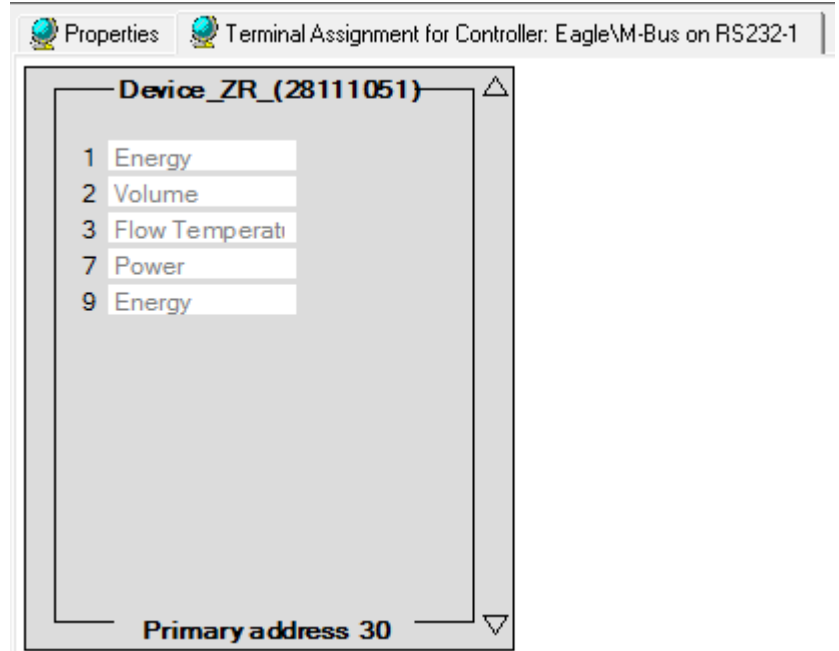 Properties Terminal Assignment for Controller: Eagle\M-Bus on RS232-1
Device_ZR_(28111051)
1 Energy
2 Volume
3 Flow Temperatu
7 Power
9 Energy
Primary address 30